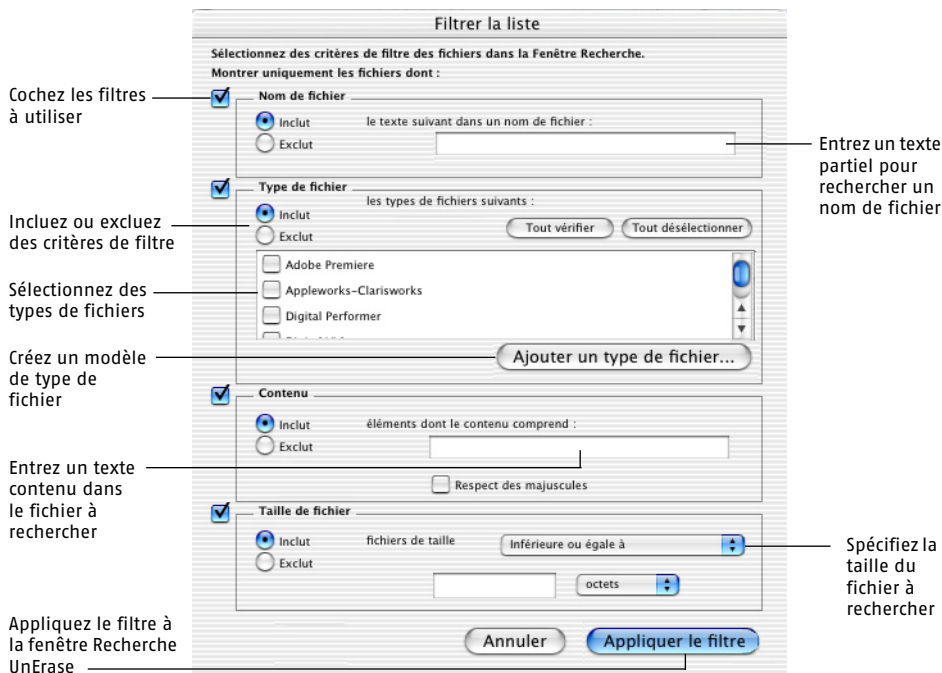 Filtrer la liste
Sélectionnez des critères de filtre des fichiers dans la Fenêtre Recherche.
Montrer uniquement les fichiers dont :
Cochez les filtres
à utiliser
Nom de fichier
Inclut
le texte suivant dans un nom de fichier :
Exclut
Entrez un texte
partiel pour
rechercher un
nom de fichier
Type de fichier
les types de fichiers suivants :
Inclut
Exclut
Tout vérifier
Tout désélectionner
Incluez ou excluez
des critères de filtre
Adobe Premiere
Appleworks-Clarisworks
Digital Performer
Sélectionnez des
types de fichiers
Créez un modèle
de type de
fichier
Ajouter un type de fichier...
Contenu
Inclut
éléments dont le contenu comprend :
Exclut
Respect des majuscules
Entrez un texte
contenu dans
le fichier à
rechercher
Taille de fichier
Inclut
fichiers de taille
Inférieure ou égale à
Exclut
octets
Spécifiez la
taille du
fichier à
rechercher
Appliquez le filtre à
la fenêtre Recherche
UnErase
Annuler
Appliquer le filtre